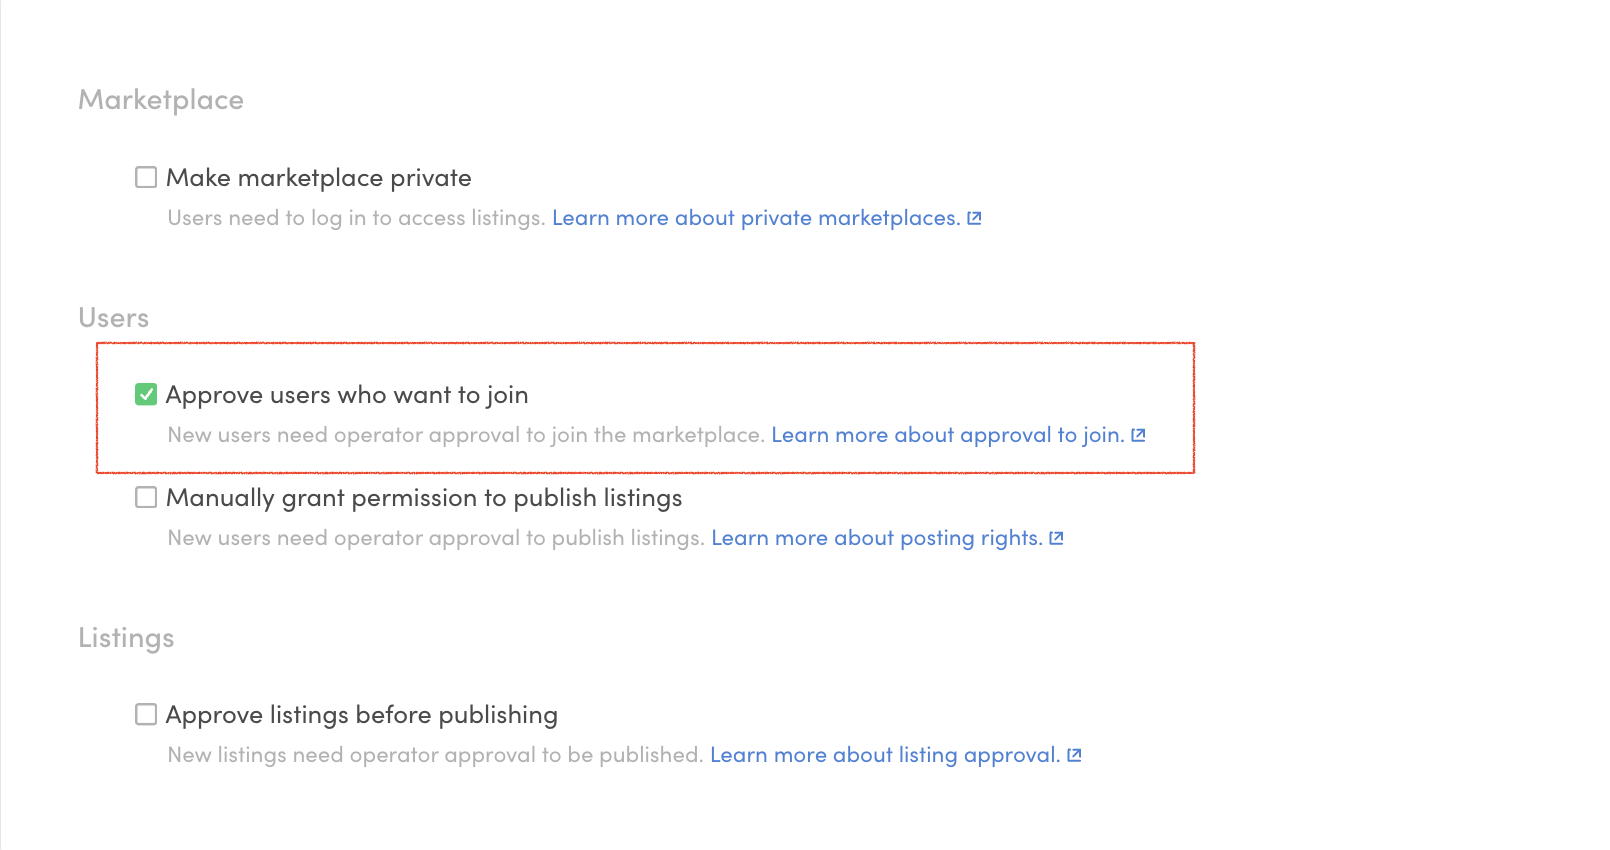 Marketplace
Make marketplace private
Users need to log in to access listings. Learn more about private marketplaces.
Users
Approve users who want to join
New users need operator approval to join the marketplace. Learn more about approval to join.
Manually grant permission to publish listings
New users need operator approval to publish listings. Learn more about posting rights.
Listings
Approve listings before publishing
New listings need operator approval to be published. Learn more about listing approval.